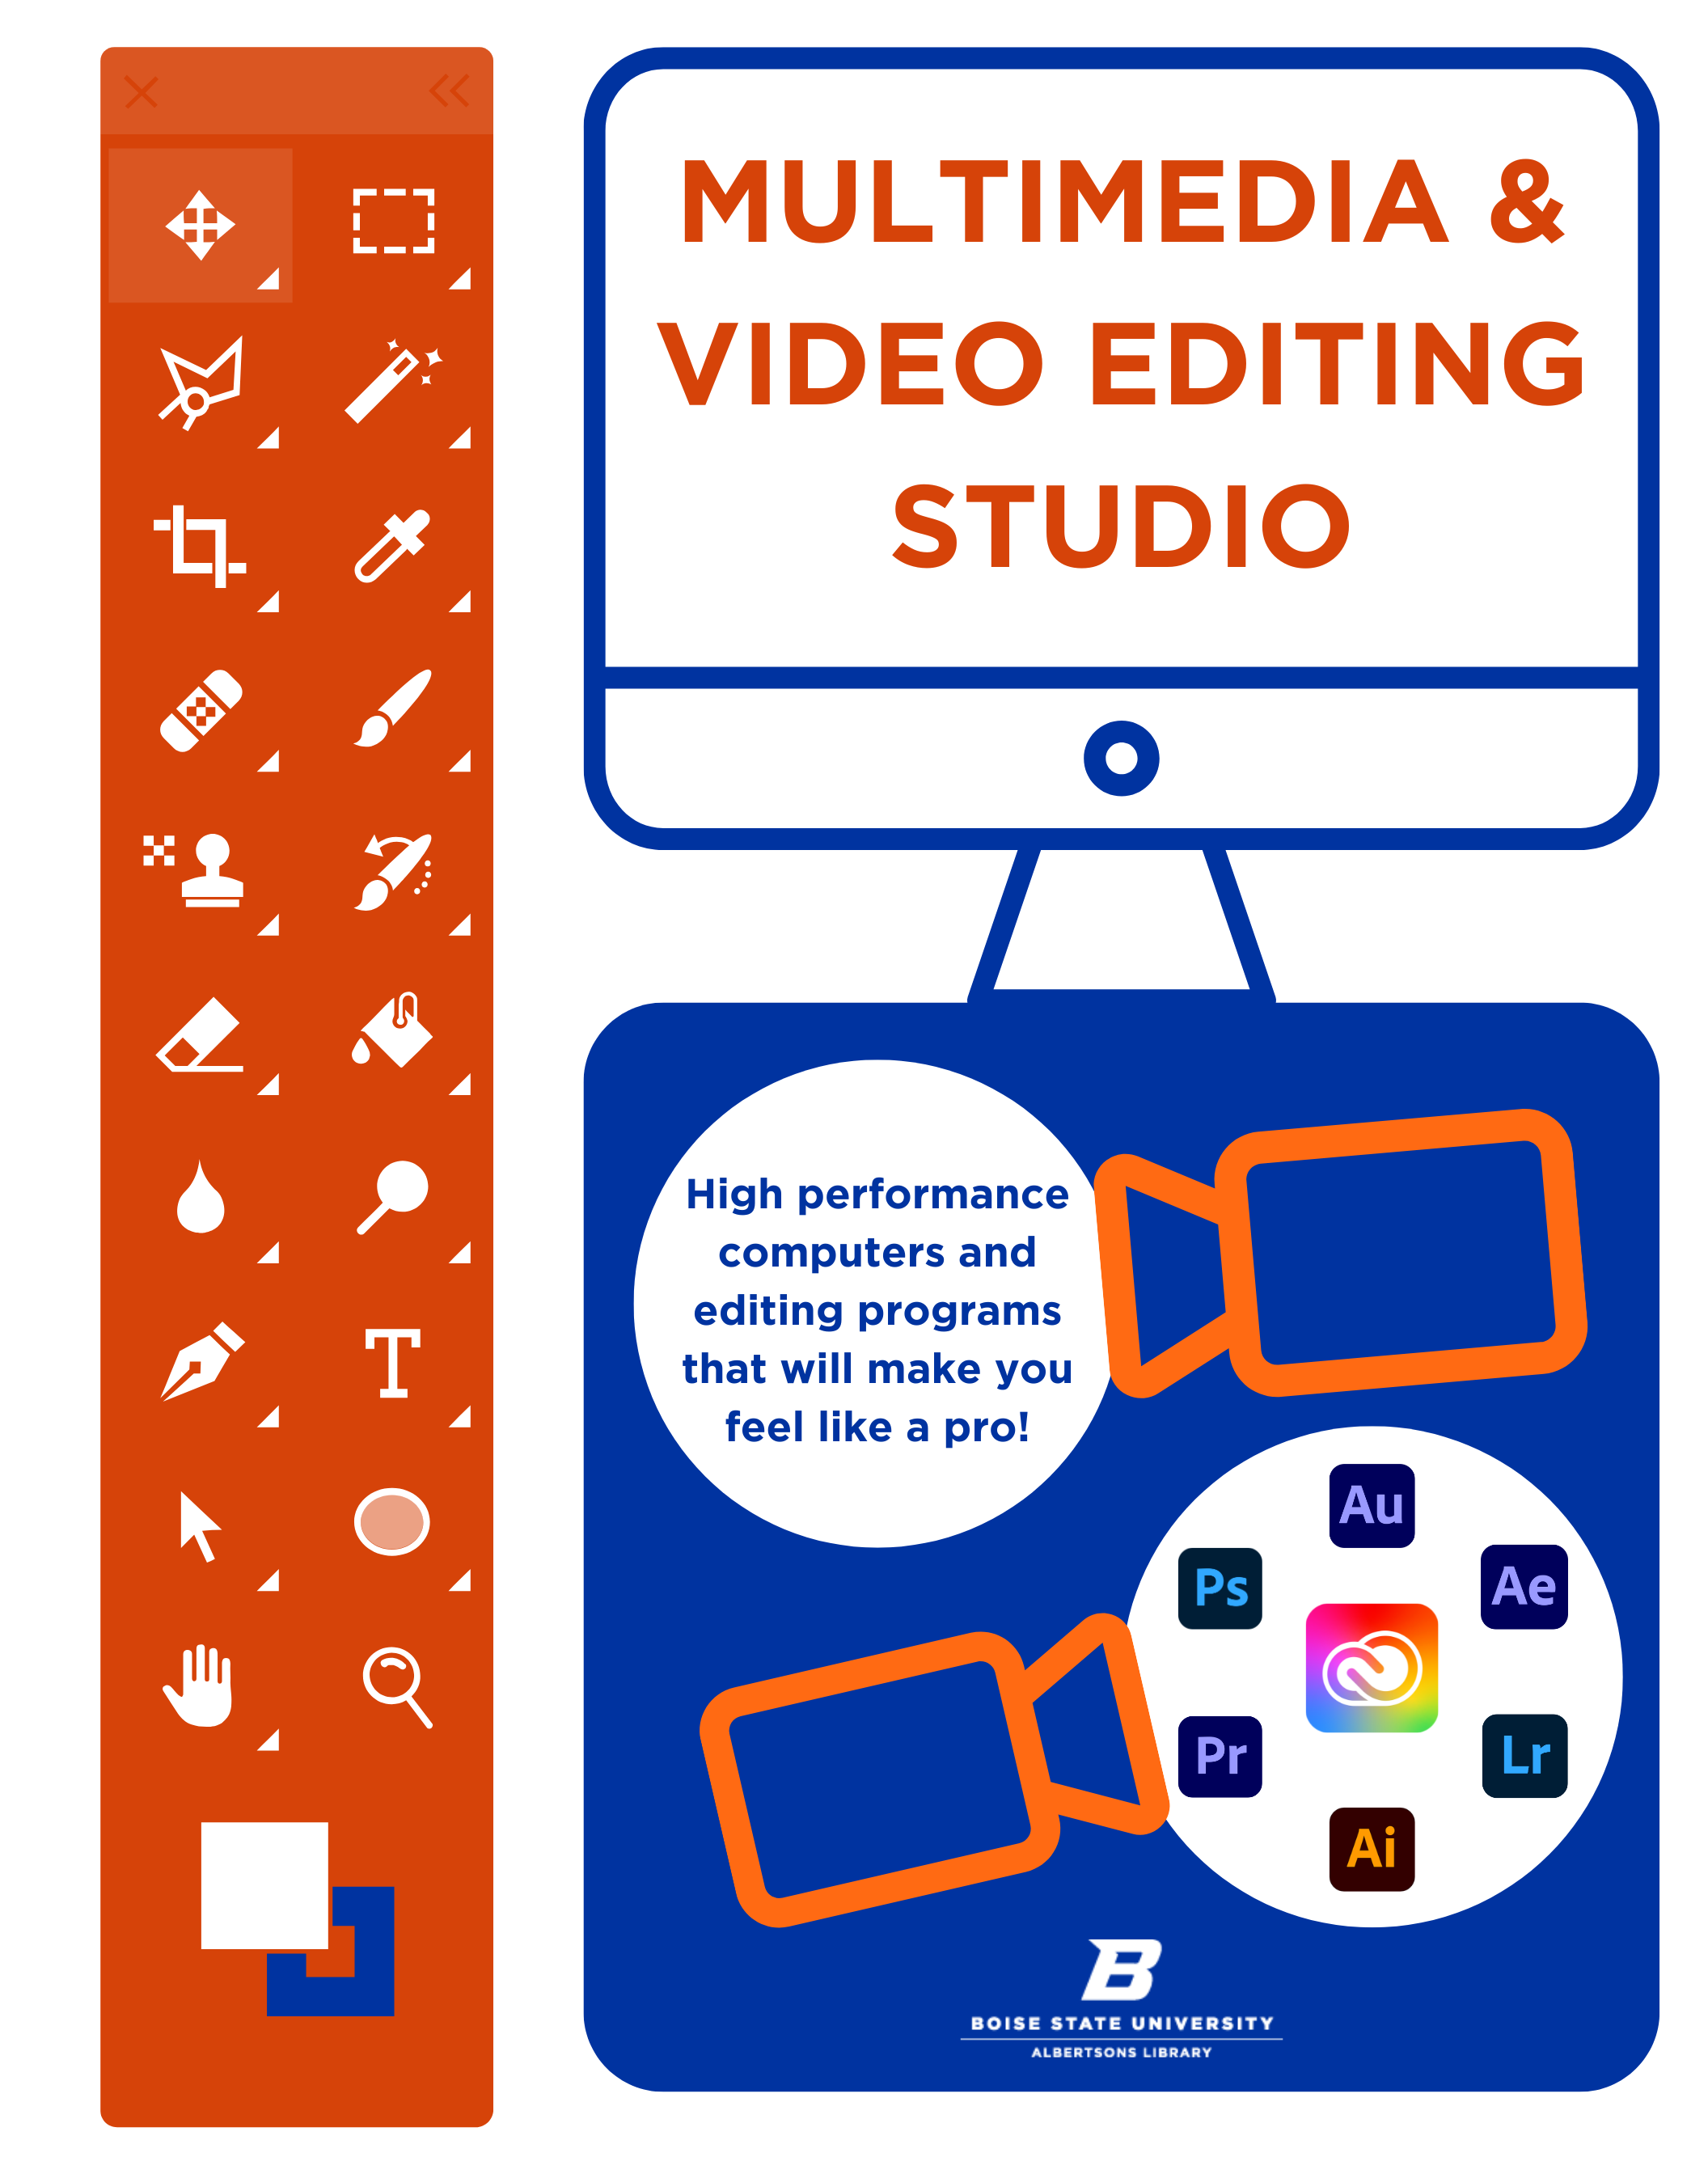 MULTIMEDIA &
VIDEO EDITING
STUDIO
High performance
computers and
editing programs
that will make you
feel like a pro!
Au
Ps
Ae
Pr
Lr
Ai
T
B
BOISE STATE UNIVERSITY
ALBERTSONS LIBRARY